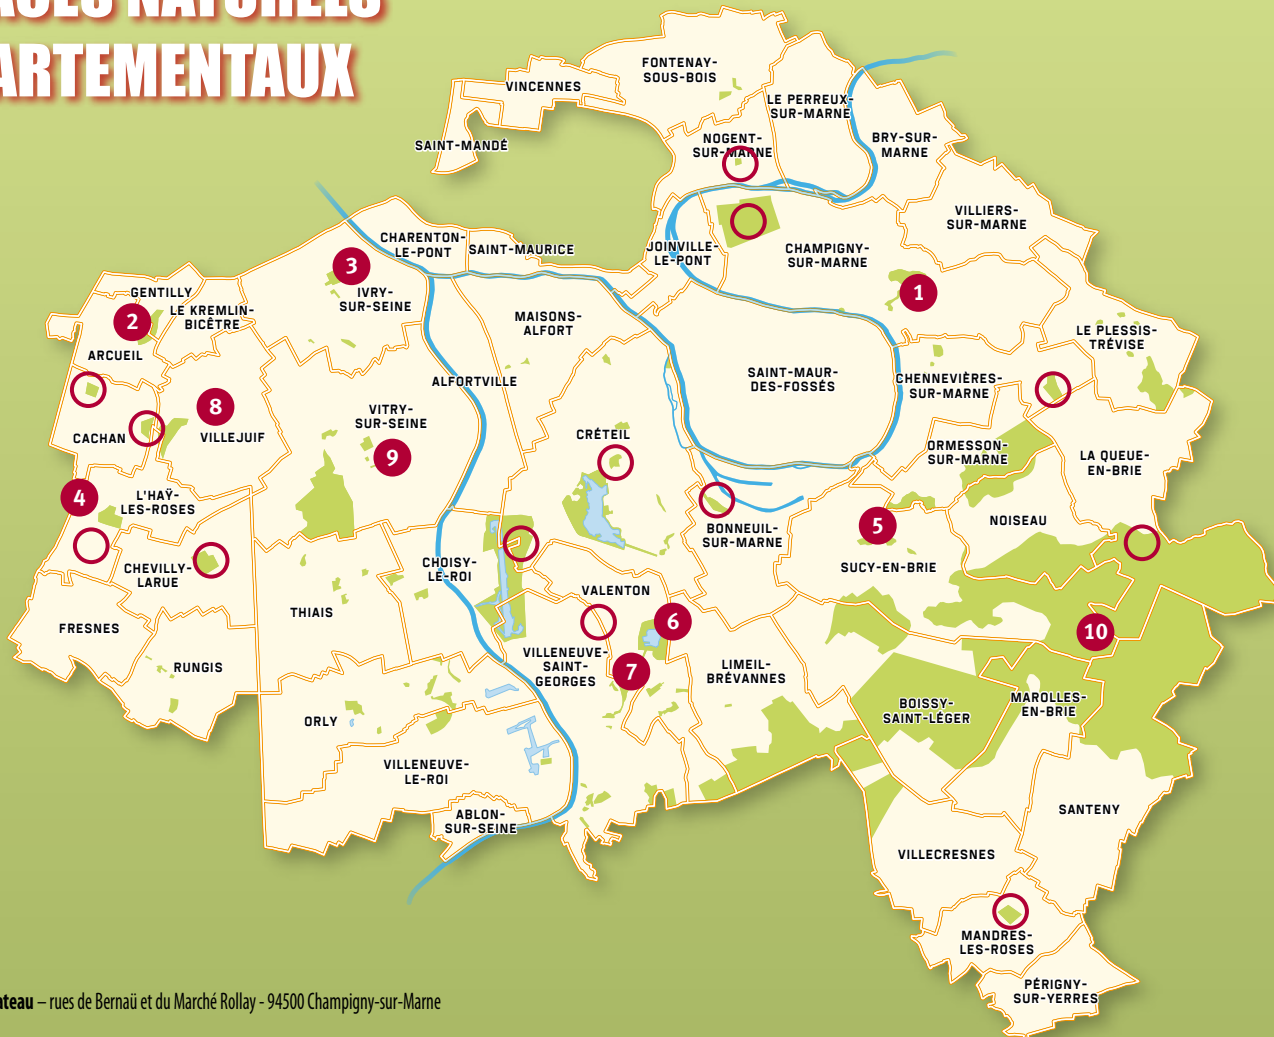 ARTEMENTAUX
FONTENAY-
SOUS-BOIS
VINCENNES
LE PERREUX-
SUR-MARNE
SAINT-MANDÉ
NOGENT-
SUR-MARNE
BRY-SUR-
MARNE
VILLIERS-
SUR-MARNE
CHARENTON-
LE-PONT
SAINT-MAURICE
JOINVILLE-
LE-PONT
CHAMPIGNY-
SUR-MARNE
3
1
GENTILLY
IVRY-
SUR-SEINE
2
LE KREMLIN-
BICÊTRE
MAISONS-
ALFORT
LE PLESSIS-
TRÉVISE
ARCUEIL
SAINT-MAUR-
DES-FOSSÉS
CHENNEVIÈRES-
SUR-MARNE
ALFORTVILLE
8
VITRY-
SUR-SEINE
CACHAN
VILLEJUIF
CRÉTEIL
ORMESSON-
SUR-MARNE
9
LA QUEUE-
EN-BRIE
4
L'HAŸ-
LES-ROSES
5
NOISEAU
BONNEUIL-
SUR-MARNE
CHEVILLY-
LARUE
CHOISY-
LE-ROI
SUCY-EN-BRIE
VALENTON
THIAIS
6
FRESNES
10
VILLENEUVE-
SAINT-
GEORGES
RUNGIS
7
LIMEIL-
BRÉVANNES
BOISSY-
SAINT-LÉGER
MAROLLES-
EN-BRIE
ORLY
VILLENEUVE-
LE-ROI
ABLON-
SUR-SEINE
SANTENY
VILLECRESNES
MANDRES-
LES-ROSES
PÉRIGNY-
SUR-YERRES
ateau – rues de Bernaü et du Marché Rollay - 94500 Champigny-sur-Marne